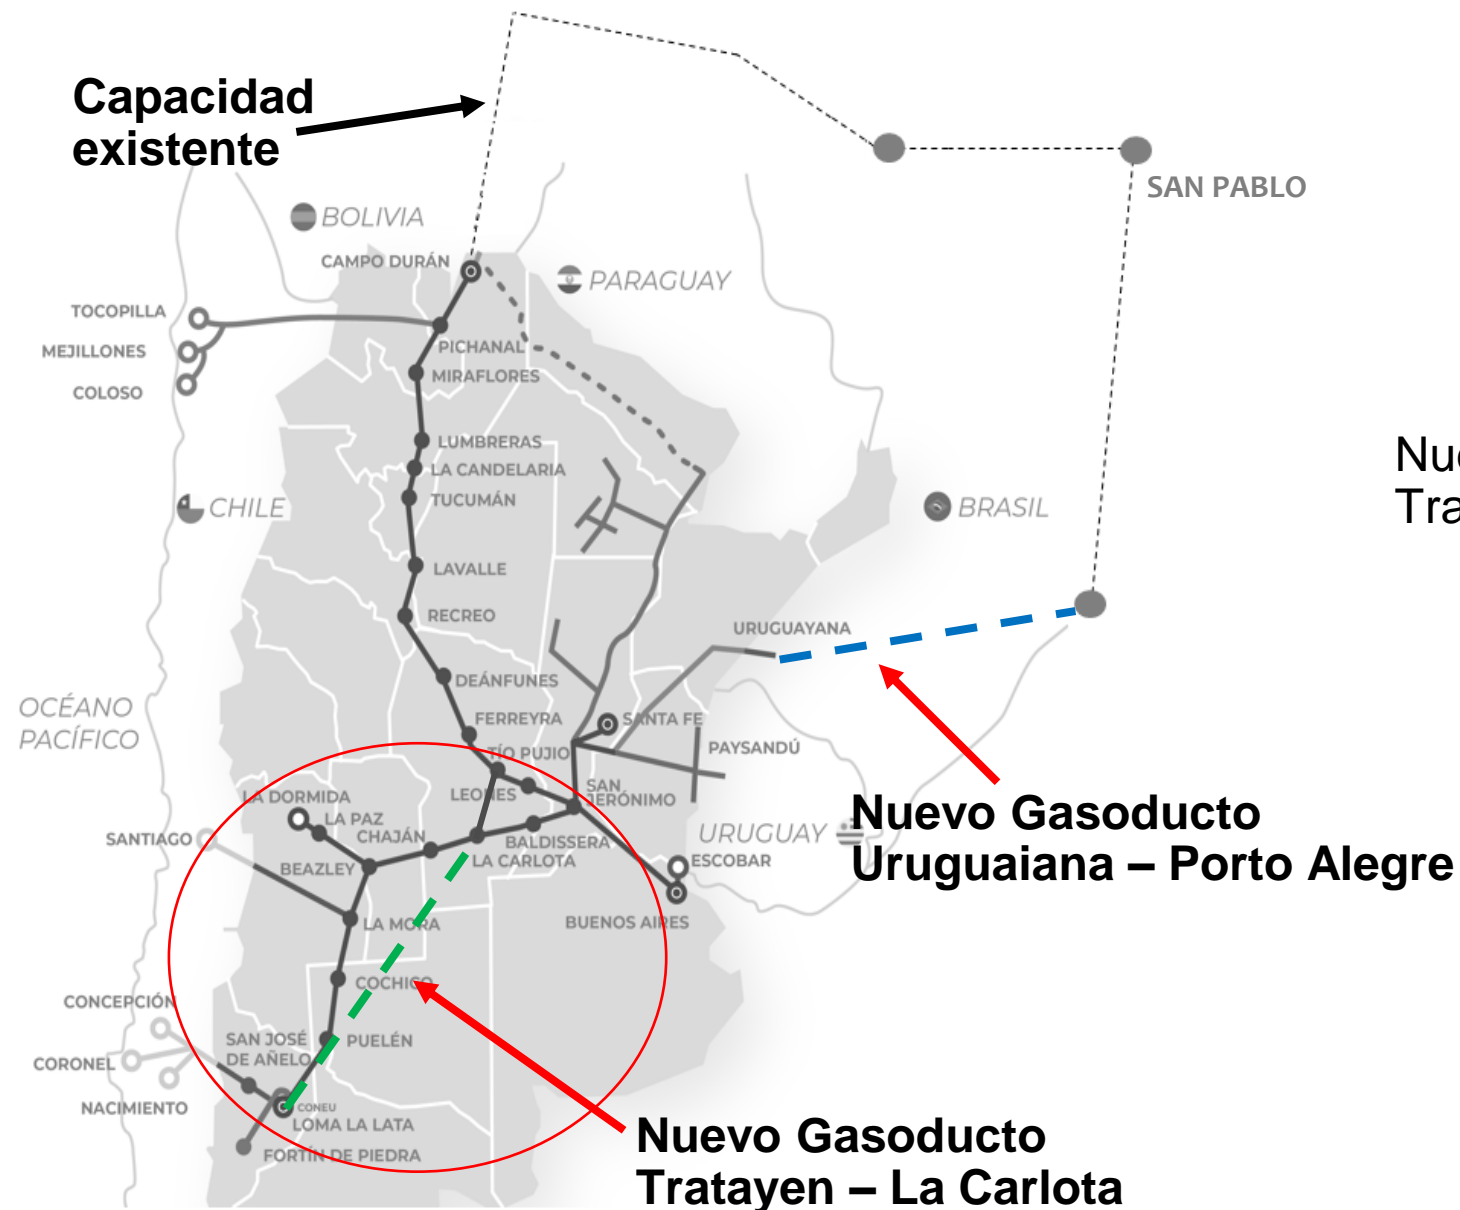 Capacidad
existente
SAN PABLO
BOLIVIA
CAMPO DURÁN
PARAGUAY
TOCOPILLA
MEJILLONES
COLOSO
PICHANAL
MIRAFLORES
LUMBRERAS
LA CANDELARIA
TUCUMÁN
CHILE
BRASIL
Nue
Tra
LAVALLE
RECREO
URUGUAYANA
DEÁNFUNES
OCÉANO
PACÍFICO
FERREYRA
SANTA FE
TÍO PUJIO
PAYSANDÚ
LA DORMIDA
LEONES
SAN
JERÓNIMO
LA PAZ
CHAJÁN
SANTIAGO
BALDISSERA
URUGUAY
Nuevo Gasoducto
Uruguaiana – Porto Alegre
BEAZLEY
LA CARLOTA
ESCOBAR
LA MORA
BUENOS AIRES
COCHICO
CONCEPCIÓN
SAN JOSÉ
DE AÑELO
PUELÉN
CORONEL
NACIMIENTO
CONEU
LOMA LA LATA
FORTÍN DE PIEDRA
Nuevo Gasoducto
Tratayen – La Carlota